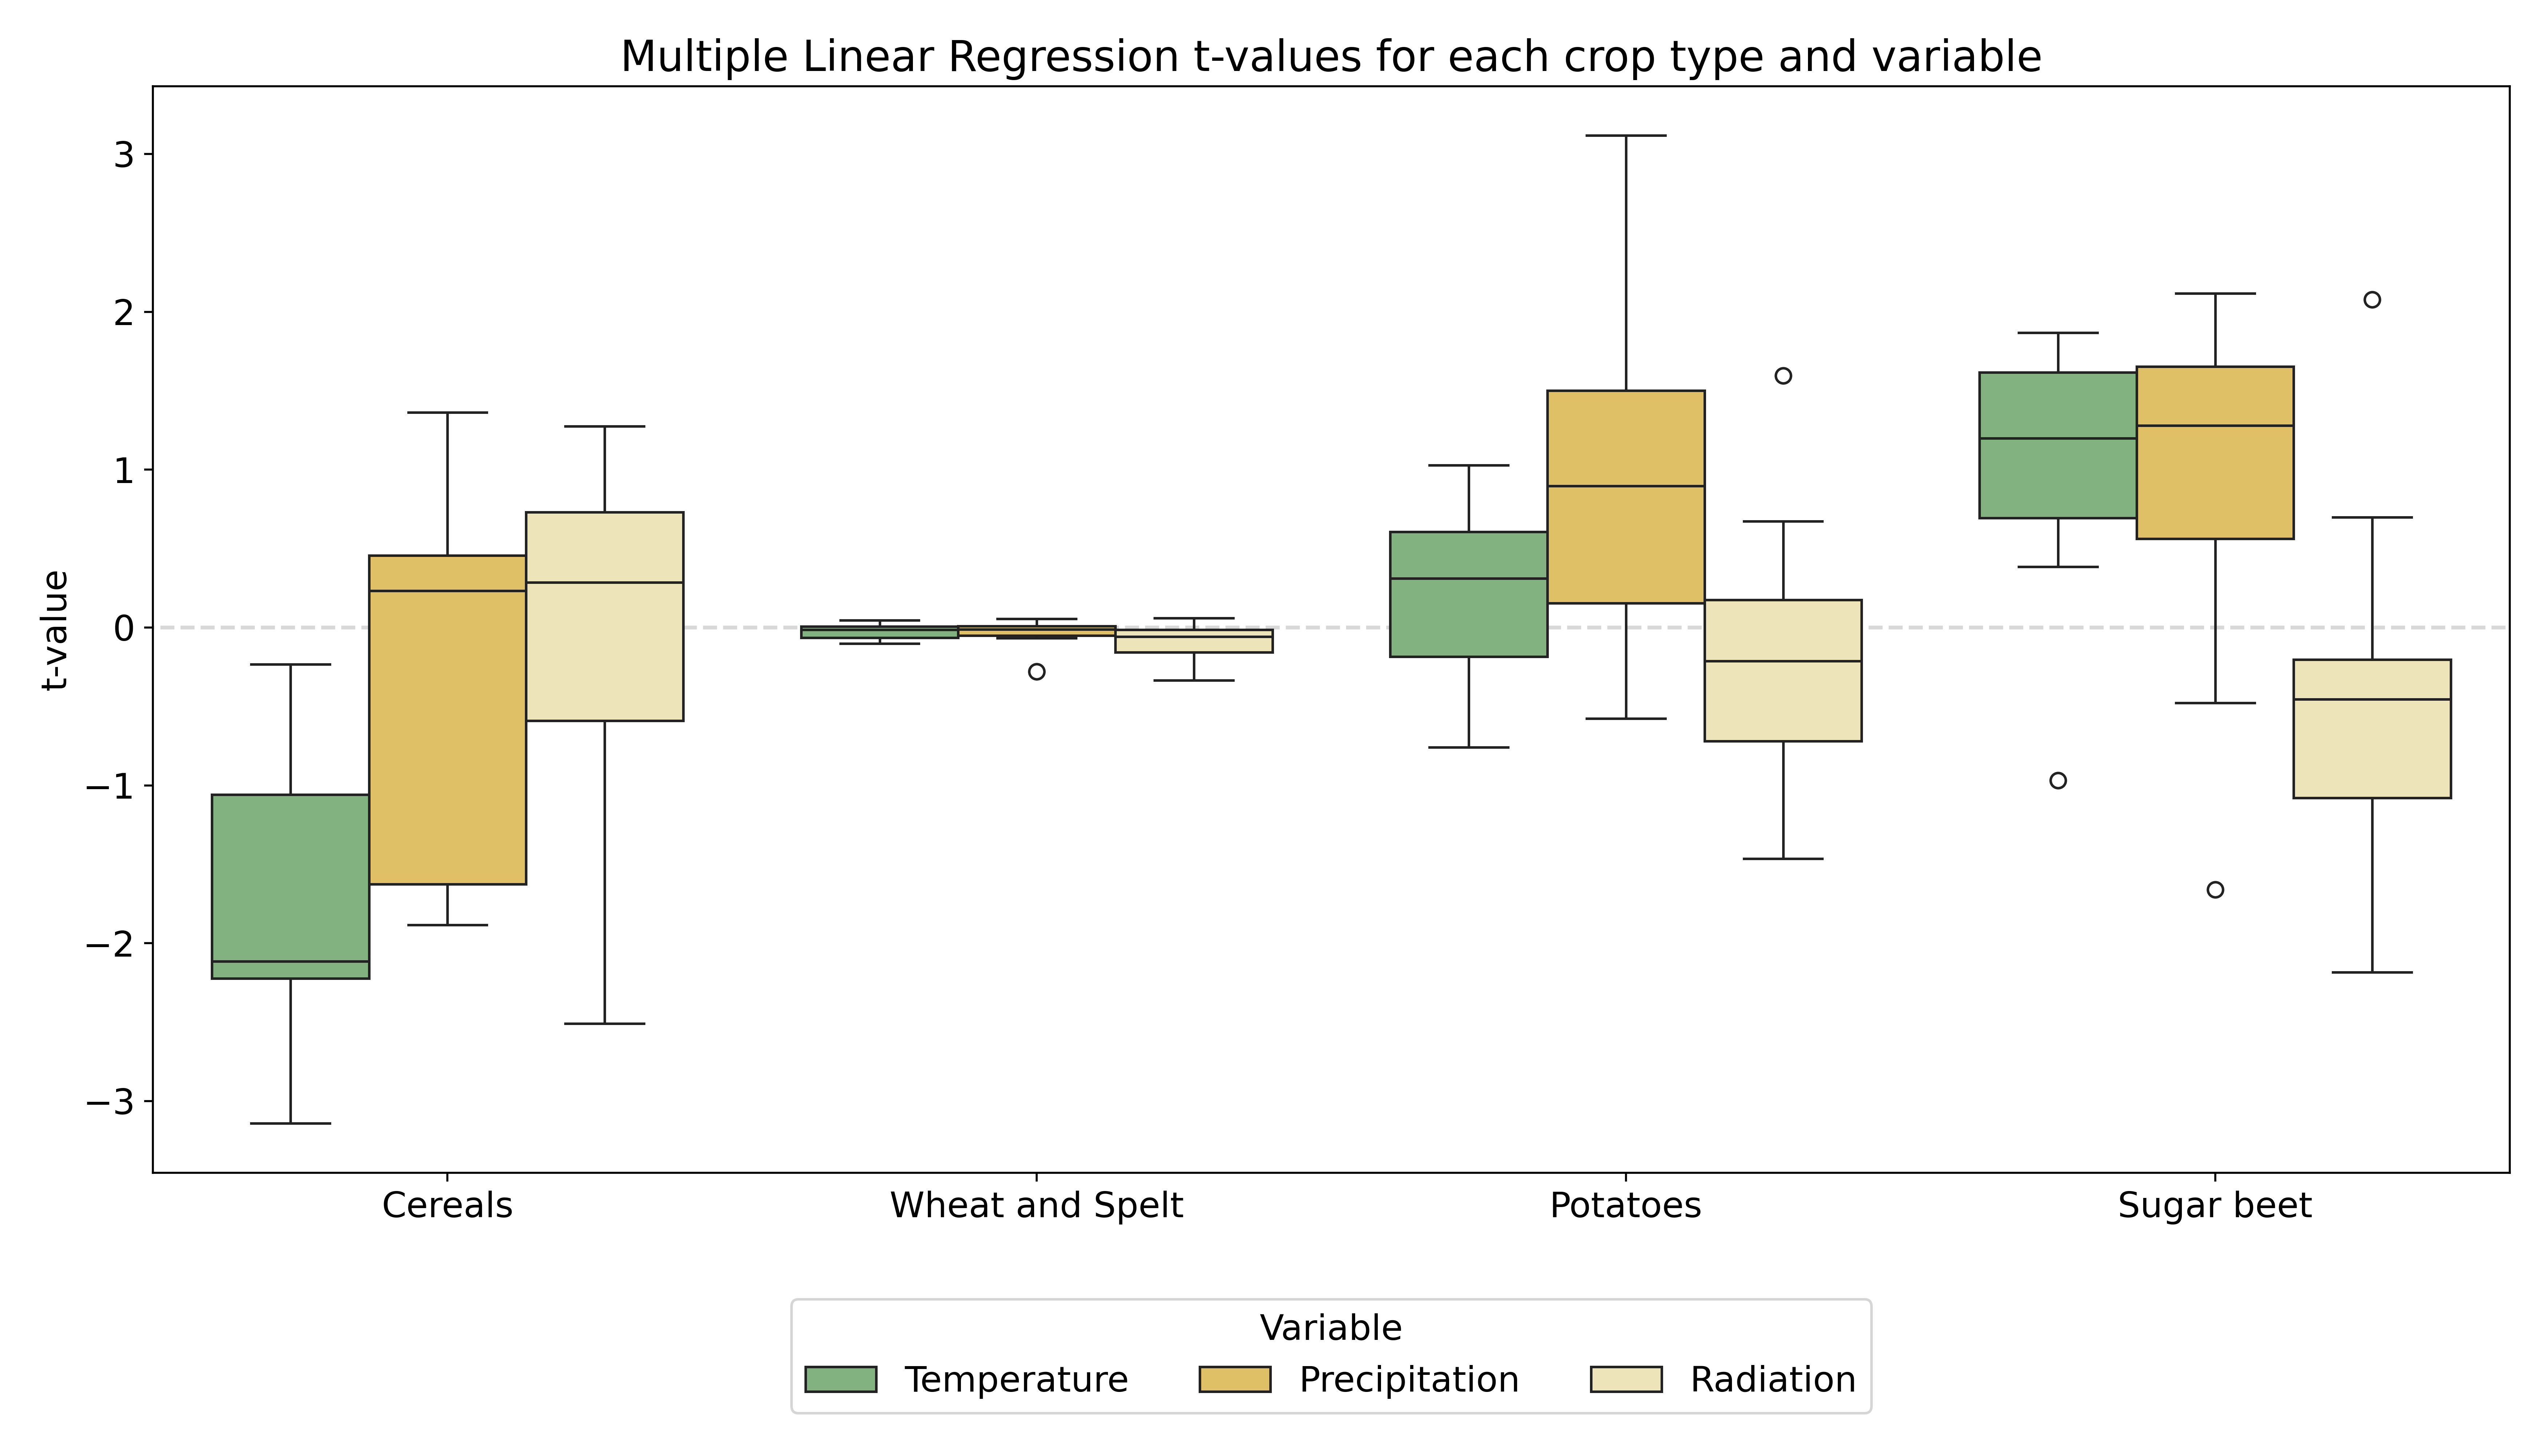 Multiple Linear Regression t-values for each crop type and variable
3
2
1
0
−1
−2
−3
t-value
Cereals
Wheat and Spelt
Potatoes
Sugar beet
Variable
Temperature
Precipitation
Radiation